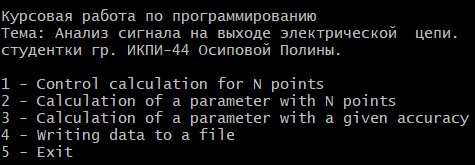 Курсовая работа по программированию
Тема: Анализ сигнала на выходе электрической  цепи.
студентки гр. ИКПИ-44 Осиповой Полины.
1 - Control calculation for N points
2 - Calculation of a parameter with N points
3 - Calculation of a parameter with a given accuracy
4 - Writing data to a file
5 - Exit